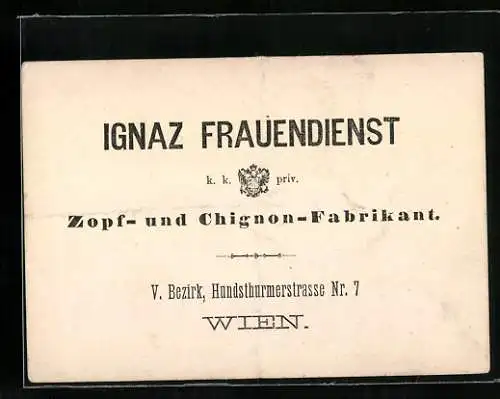 IGNAZ FRAUENDIENST
k. k. priv.
Zopf- und Chignon-Fabrikant.
V. Bezirk, Hundsthurmerstrasse Nr. 7
WIEN.